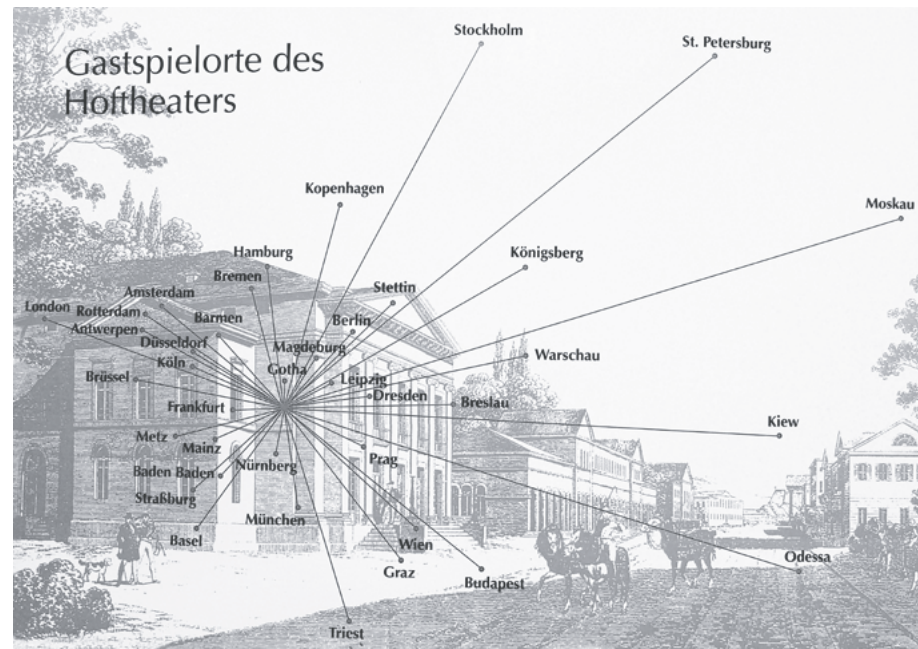 Gastspielorte des
Hoftheaters
Stockholm
St. Petersburg
Kopenhagen
Moskau
Hamburg
Königsberg
Bremen
Stettin
Amsterdam
London
Rotterdam
Barmen
Berlin
Antwerpen
Düsseldorf
Magdeburg
Warschau
Köln
Gotha
Brüssel
Leipzig
Dresden
Breslau
Frankfurt
Kiew
Metz
Mainz
Prag
Nürnberg
Baden Baden
Straßburg
München
Basel
Wien
Odessa
Graz
Budapest
Triest